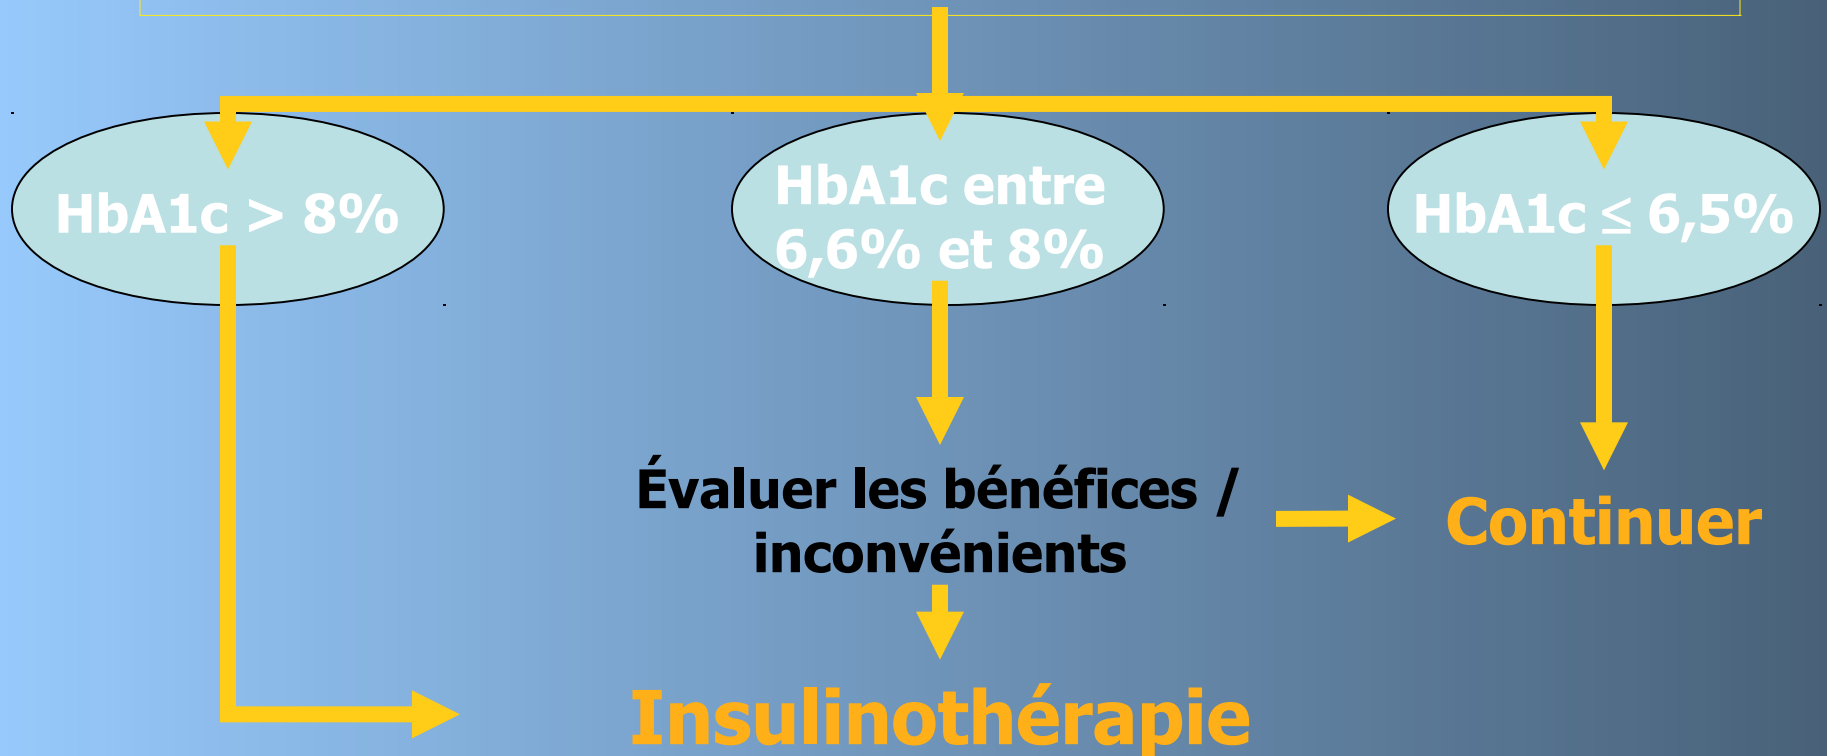 HbA1c > 8%
HbA1c entre
6,6% et 8%
HbA1c ≤ 6,5%
Évaluer les bénéfices /
inconvénients
Continuer
Insulinothérapie